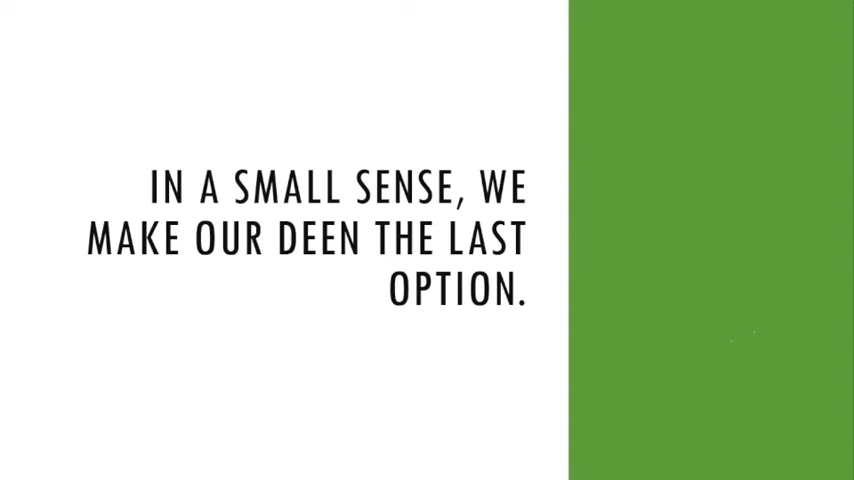 IN A SMALL SENSE, WE
MAKE OUR DEEN THE LAST
OPTION.